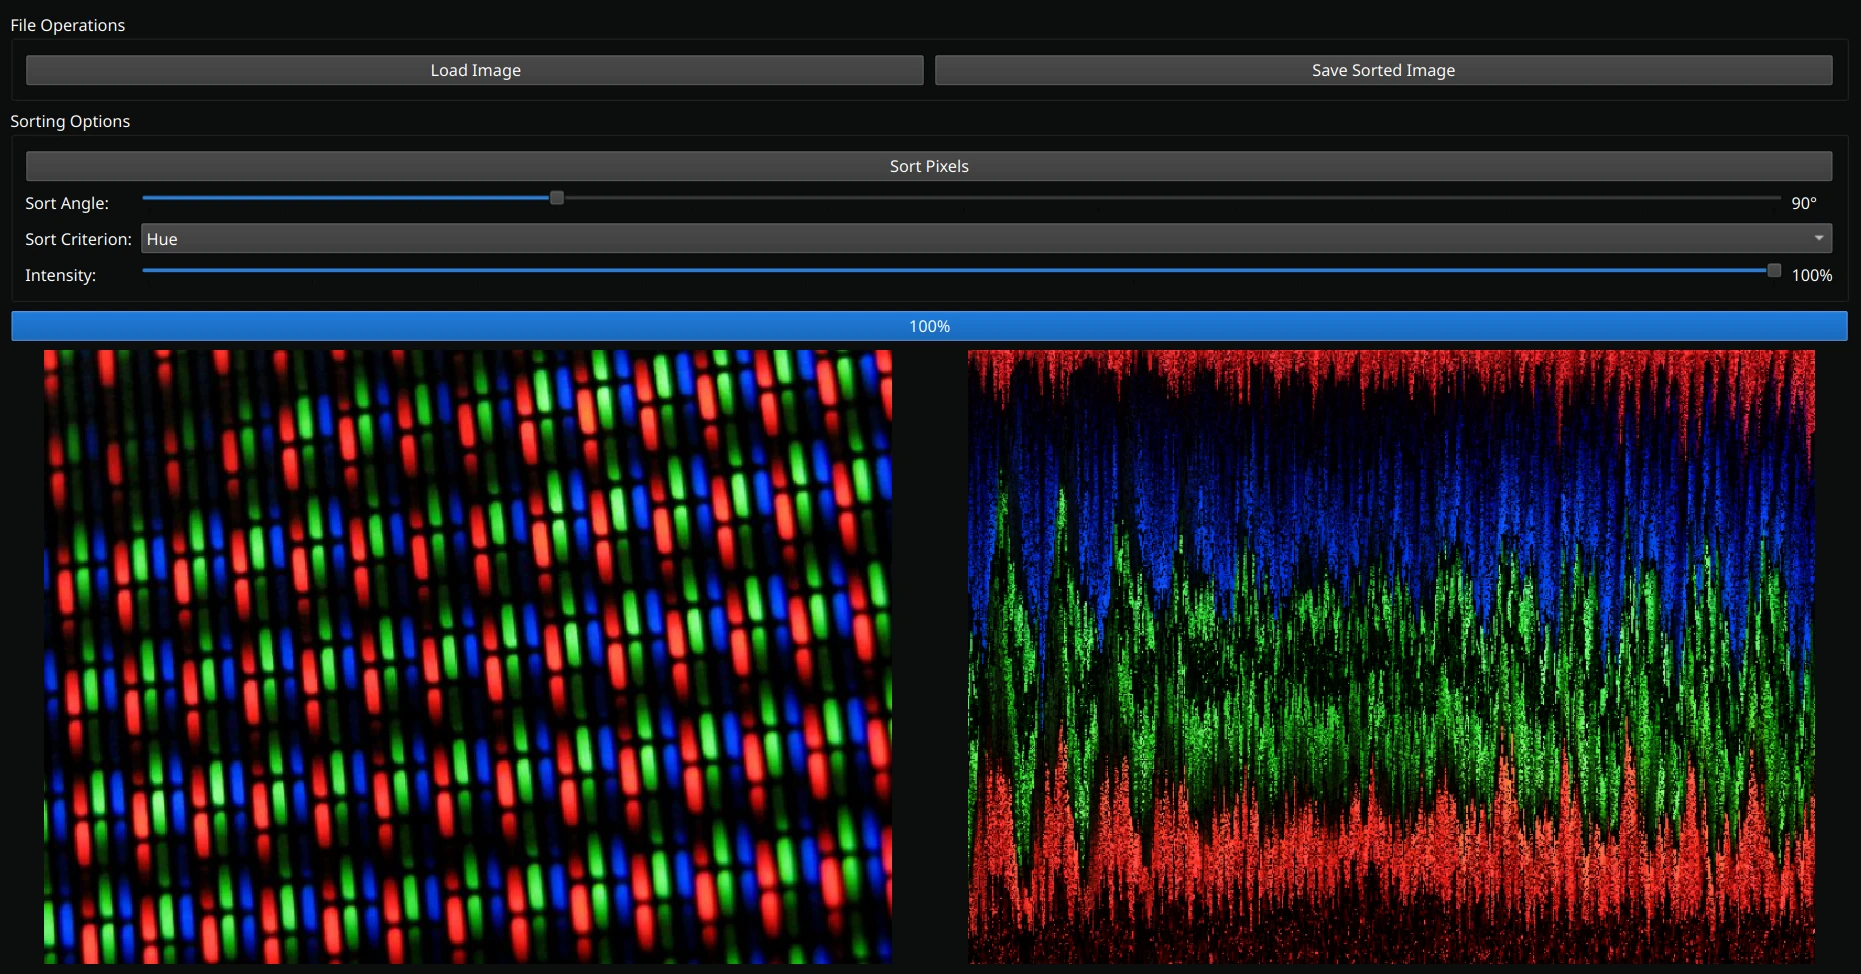 File Operations
Load Image
Save Sorted Image
Sorting Options
Sort Pixels
Sort Angle:
90°
Sort Criterion:
Hue
Intensity:
100%
100%